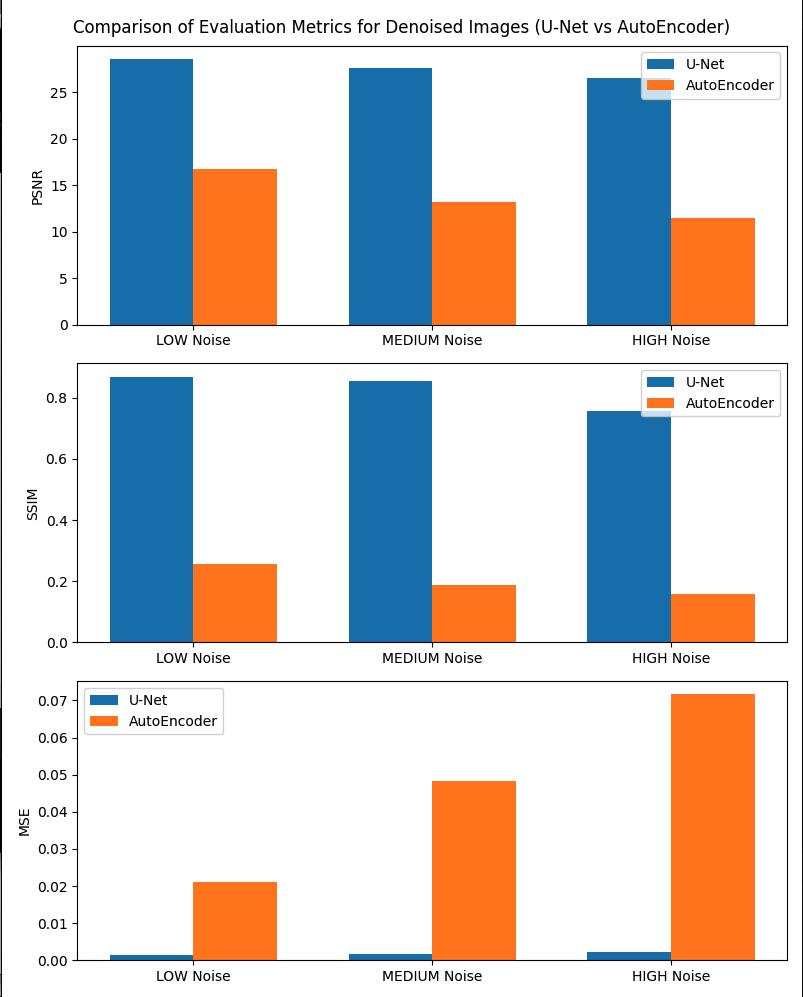 Comparison of Evaluation Metrics for Denoised Images (U-Net vs AutoEncoder)
U-Net
AutoEncoder
PSNR
25
20
15
10
5
0
LOW Noise
MEDIUM Noise
HIGH Noise
U-Net
AutoEncoder
SSIM
0.8
0.6
0.4
0.2
0.0
LOW Noise
MEDIUM Noise
HIGH Noise
U-Net
AutoEncoder
MSE
0.07
0.06
0.05
0.04
0.03
0.02
0.01
0.00
LOW Noise
MEDIUM Noise
HIGH Noise